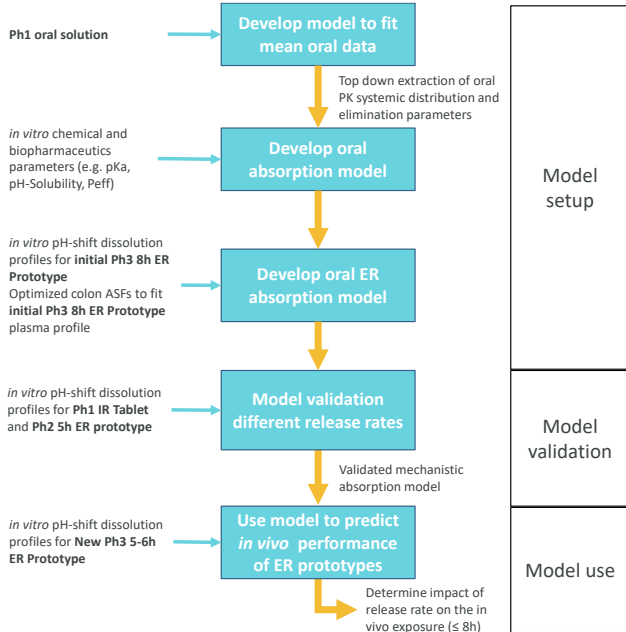 Ph1 oral solution
Develop model to fit
mean oral data
Top down extraction of oral
PK systemic distribution and
elimination parameters
in vitro chemical and
biopharmaceutics
parameters (e.g. pKa,
pH-Solubility, Peff)
Develop oral
absorption model
Model
setup
in vitro pH-shift dissolution
profiles for initial Ph3 8h ER
Prototype
Optimized colon ASFs to fit
initial Ph3 8h ER Prototype
plasma profile
Develop oral ER
absorption model
in vitro pH-shift dissolution
profiles for Ph1 IR Tablet
and Ph2 5h ER prototype
Model validation
different release rates
Model
validation
Validated mechanistic
absorption model
in vitro pH-shift dissolution
profiles for New Ph3 5-6h
ER Prototype
Use model to predict
in vivo performance
of ER prototypes
Model use
Determine impact of
release rate on the in
vivo exposure (≤ 8h)